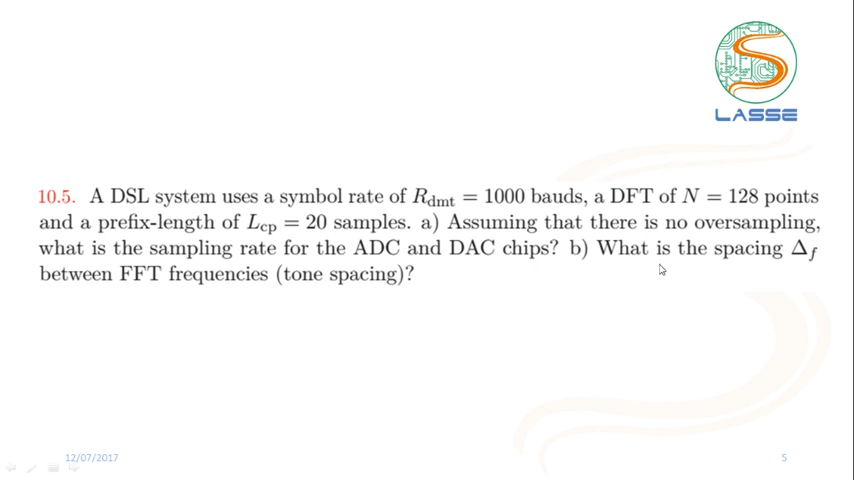 LASSE
10.5. A DSL system uses a symbol rate of R_dmt = 1000 bauds, a DFT of N = 128 points
and a prefix-length of L_cp = 20 samples. a) Assuming that there is no oversampling,
what is the sampling rate for the ADC and DAC chips? b) What is the spacing Δ_f
between FFT frequencies (tone spacing)?
12/07/2017
5